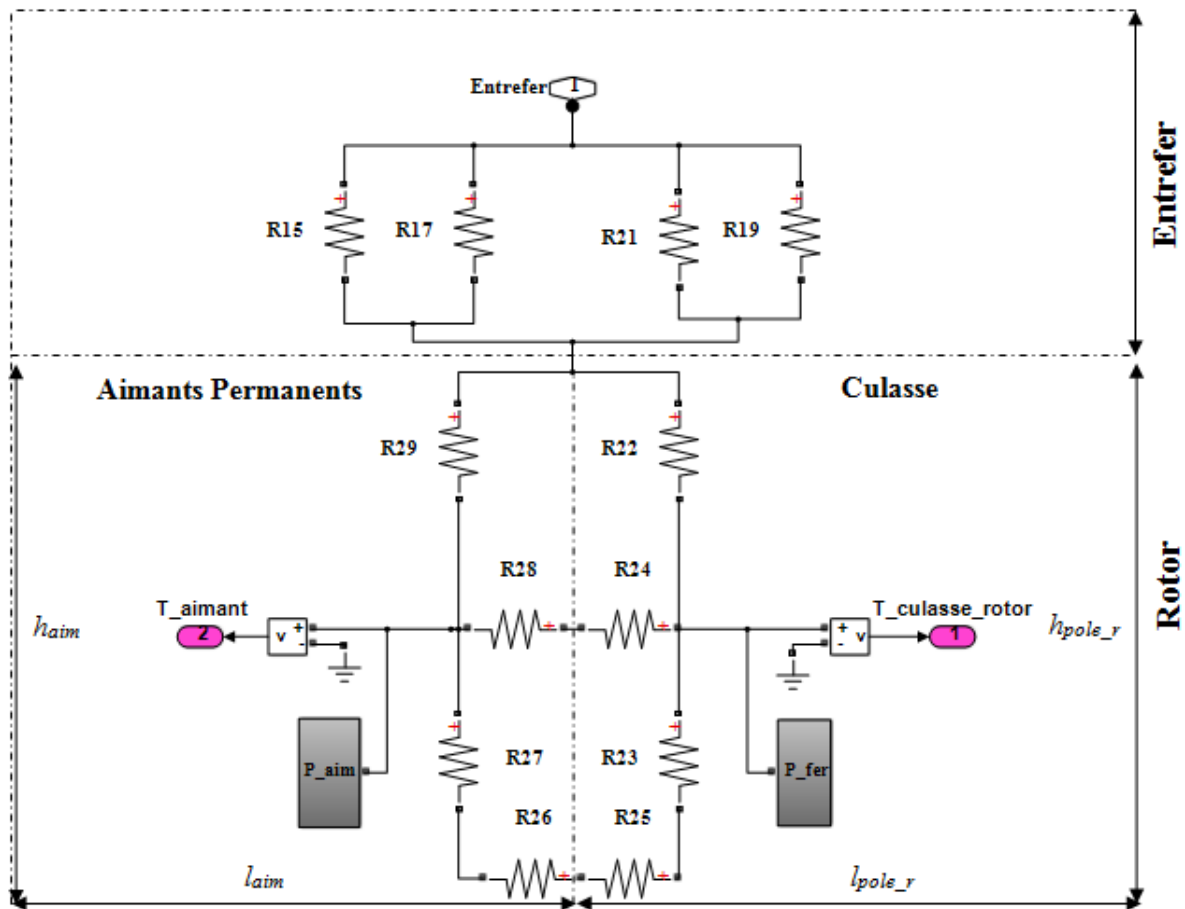 Entrefer
1
Entrefer
+
+
+
+
R15
R17
R21
R19
Aimants Permanents
Culasse
+
+
R29
R22
Rotor
R28
R24
T_aimant
T_culasse_rotor
2
v
+
-
+
+
+
-
v
1
h_aim
h_pole_r
+
+
P_aim
R27
R23
P_fer
R26
R25
+
+
l_aim
l_pole_r